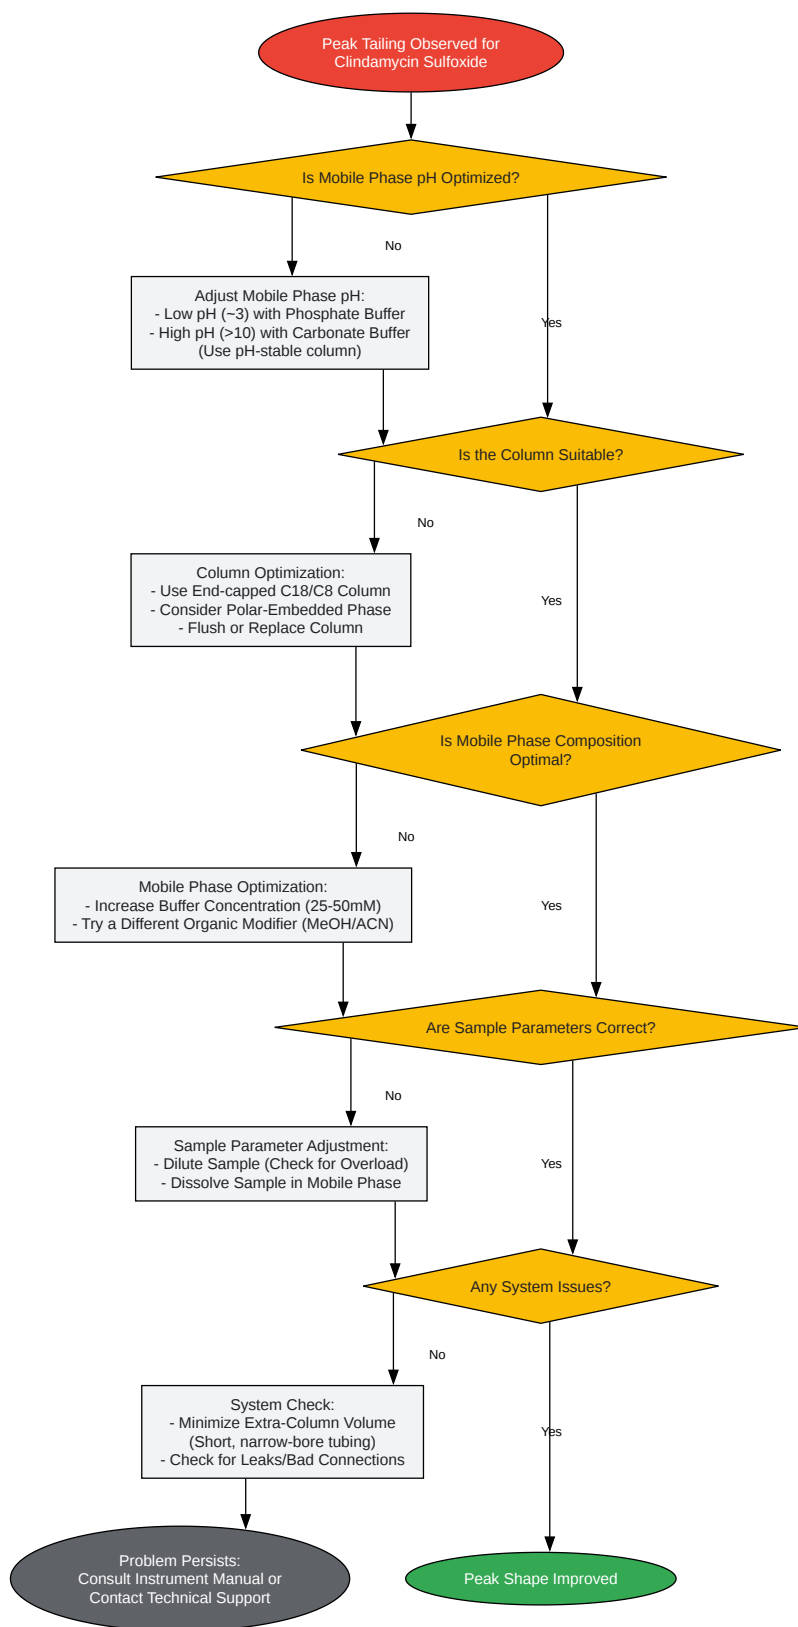 Peak Tailing Observed for
Clindamycin Sulfoxide
Is Mobile Phase pH Optimized?
No
Adjust Mobile Phase pH:
- Low pH (~3) with Phosphate Buffer
- High pH (>10) with Carbonate Buffer
(Use pH-stable column)
Yes
Is the Column Suitable?
No
Column Optimization:
- Use End-capped C18/C8 Column
- Consider Polar-Embedded Phase
- Flush or Replace Column
Yes
Is Mobile Phase Composition
Optimal?
No
Mobile Phase Optimization:
- Increase Buffer Concentration (25-50mM)
- Try a Different Organic Modifier (MeOH/ACN)
Yes
Are Sample Parameters Correct?
No
Sample Parameter Adjustment:
- Dilute Sample (Check for Overload)
- Dissolve Sample in Mobile Phase
Yes
Any System Issues?
No
System Check:
- Minimize Extra-Column Volume
(Short, narrow-bore tubing)
- Check for Leaks/Bad Connections
Yes
Problem Persists:
Consult Instrument Manual or
Contact Technical Support
Peak Shape Improved